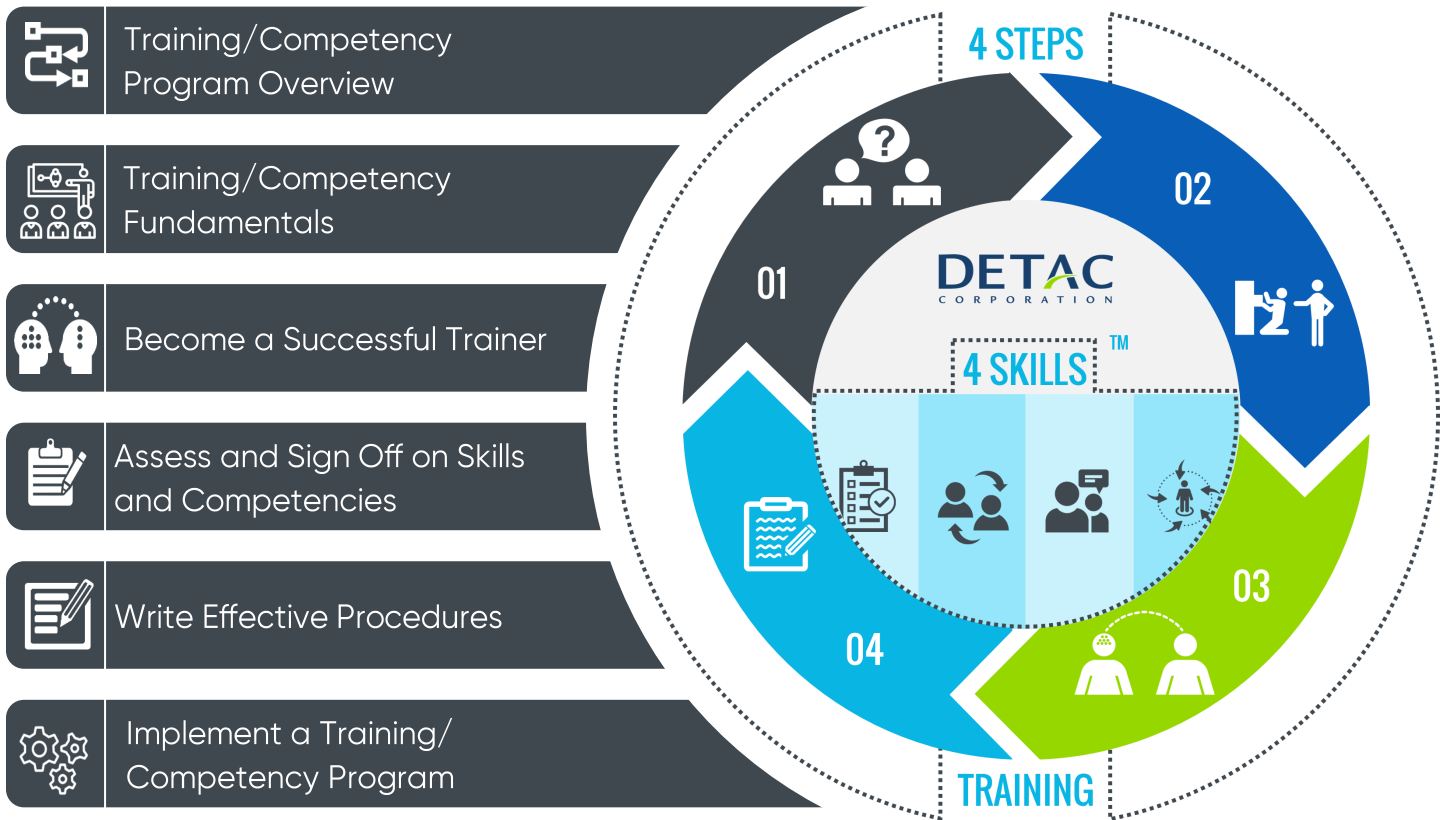 Training/Competency
Program Overview
Training/Competency
Fundamentals
Become a Successful Trainer
Assess and Sign Off on Skills
and Competencies
Write Effective Procedures
Implement a Training/
Competency Program
4 STEPS
?
01
02
DETAC
CORPORATION
TM
4 SKILLS
03
04
TRAINING